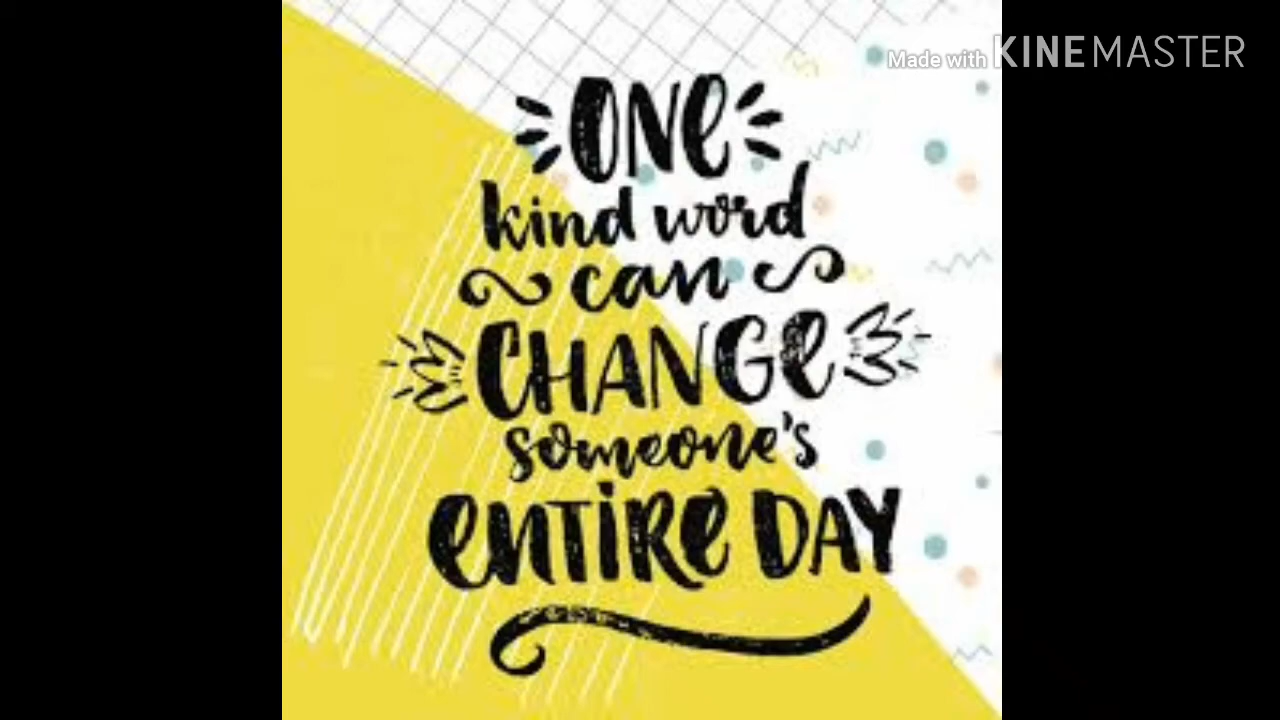 Made with KINEMASTER
ONE
kind word
can
CHANGE
someone's
ENTIRE DAY